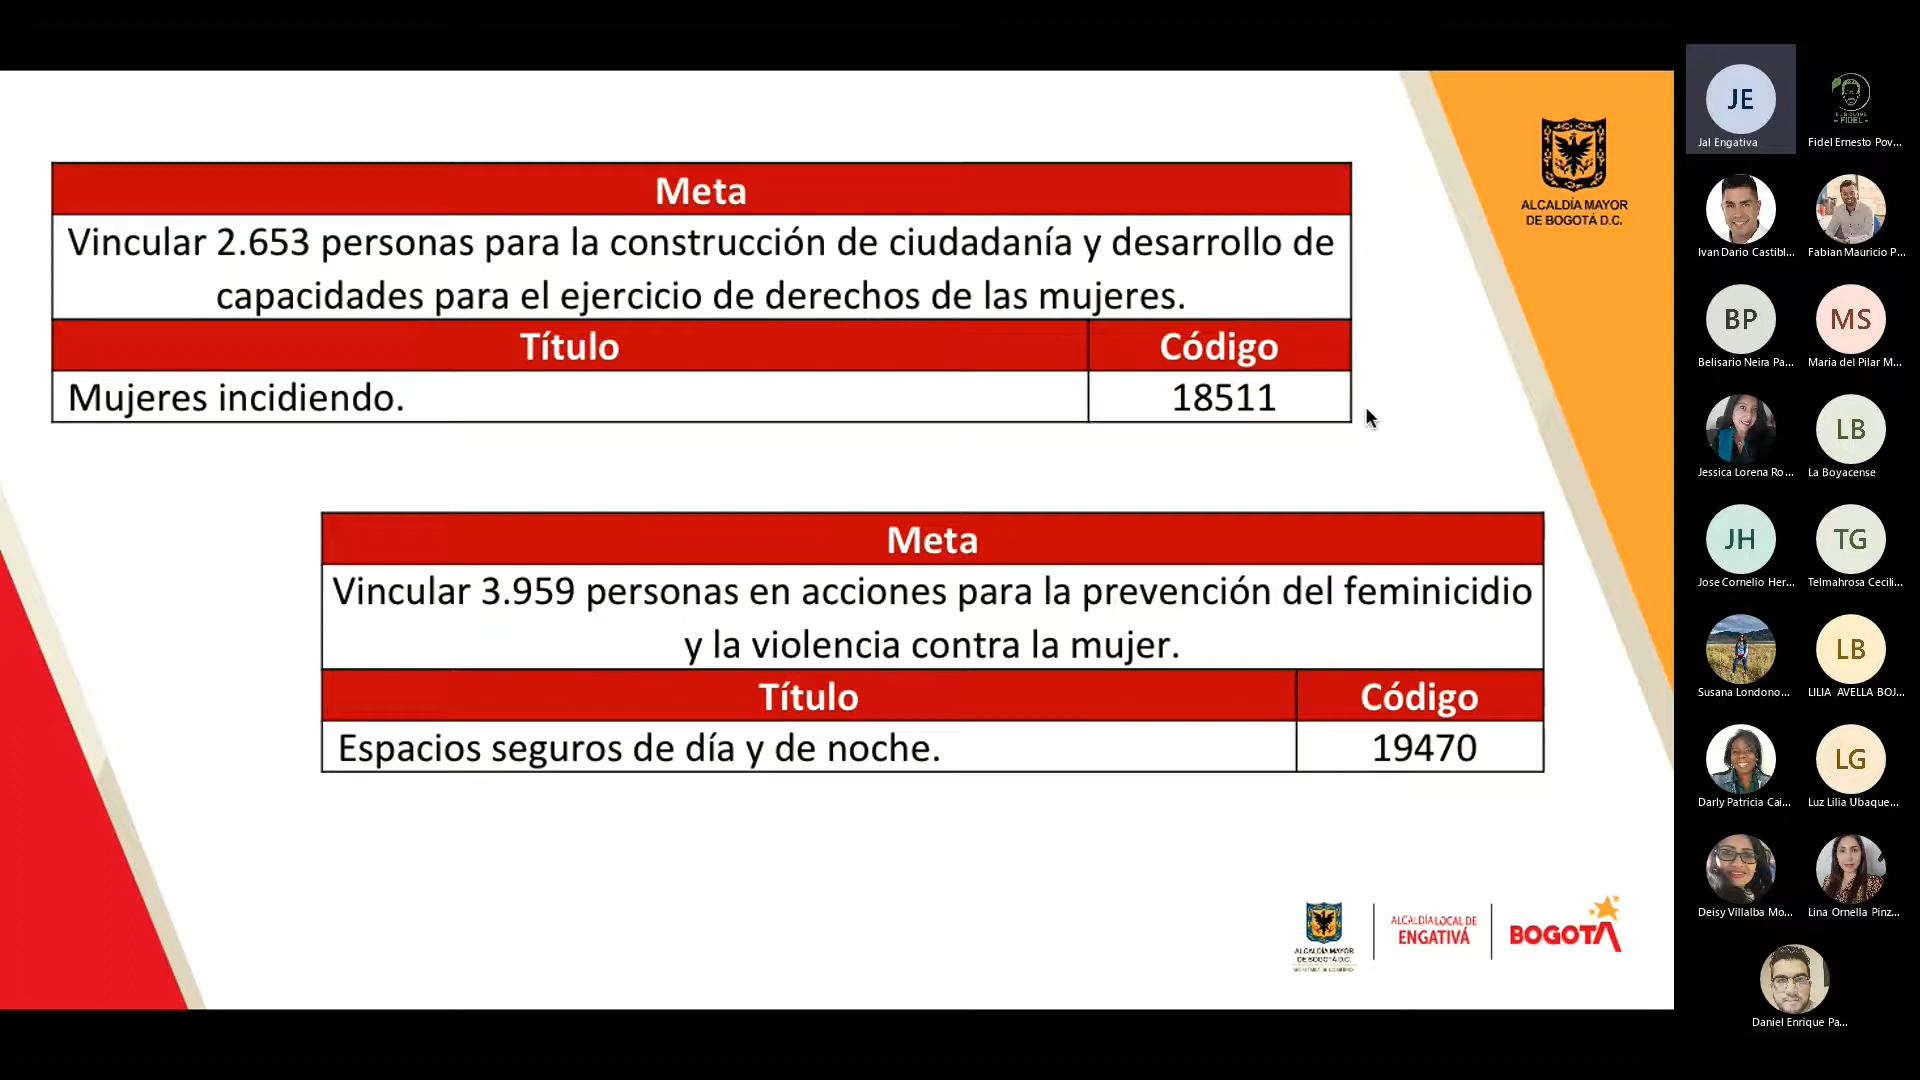 Meta
Vincular 2.653 personas para la construcción de ciudadanía y desarrollo de
capacidades para el ejercicio de derechos de las mujeres.
Título Código
Mujeres incidiendo. 18511
Meta
Vincular 3.959 personas en acciones para la prevención del feminicidio
y la violencia contra la mujer.
Título Código
Espacios seguros de día y de noche. 19470
ALCALDÍA MAYOR
DE BOGOTÁ D.C.
ALCALDÍA MAYOR
DE BOGOTÁ D.C.
ALCALDÍA LOCAL DE
ENGATIVÁ
BOGOTÁ
JE
Jal Engativa
FIDEL
Fidel Ernesto Pov...
Ivan Dario Castibl...
Fabian Mauricio P...
BP
Belisario Neira Pa...
MS
Maria del Pilar M...
Jessica Lorena Ro...
LB
La Boyacense
JH
Jose Cornelio Her...
TG
Telmahrosa Cecili...
Susana Londono...
LB
LILIA AVELLA BOJ...
Darly Patricia Cai...
LG
Luz Lilia Ubaque...
Deisy Villalba Mo...
Lina Ornella Pinz...
Daniel Enrique Pa...